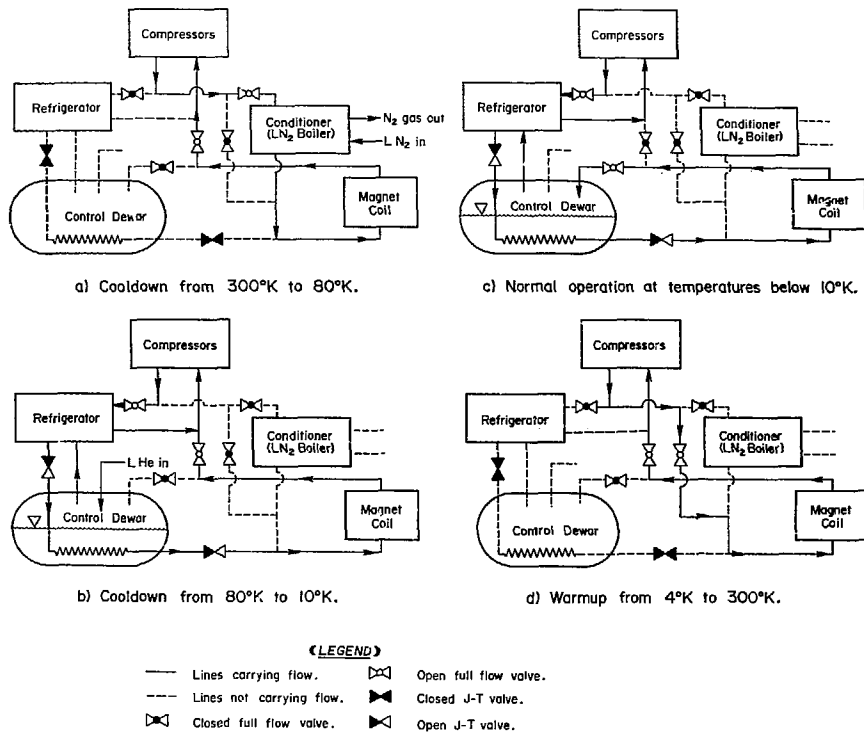 Compressors
Refrigerator
Conditioner
(LN2 Boiler)
N2 gas out
L N2 in
Control Dewar
Magnet
Coil
a) Cooldown from 300°K to 80°K.
Compressors
Refrigerator
Conditioner
(LN2 Boiler)
Control Dewar
Magnet
Coil
c) Normal operation at temperatures below 10°K.
Compressors
Refrigerator
Conditioner
(LN2 Boiler)
L He in
Control Dewar
Magnet
Coil
b) Cooldown from 80°K to 10°K.
Compressors
Refrigerator
Conditioner
(LN2 Boiler)
Control Dewar
Magnet
Coil
d) Warmup from 4°K to 300°K.
(LEGEND)
Lines carrying flow.
Open full flow valve.
Lines not carrying flow.
Closed J-T valve.
Closed full flow valve.
Open J-T valve.